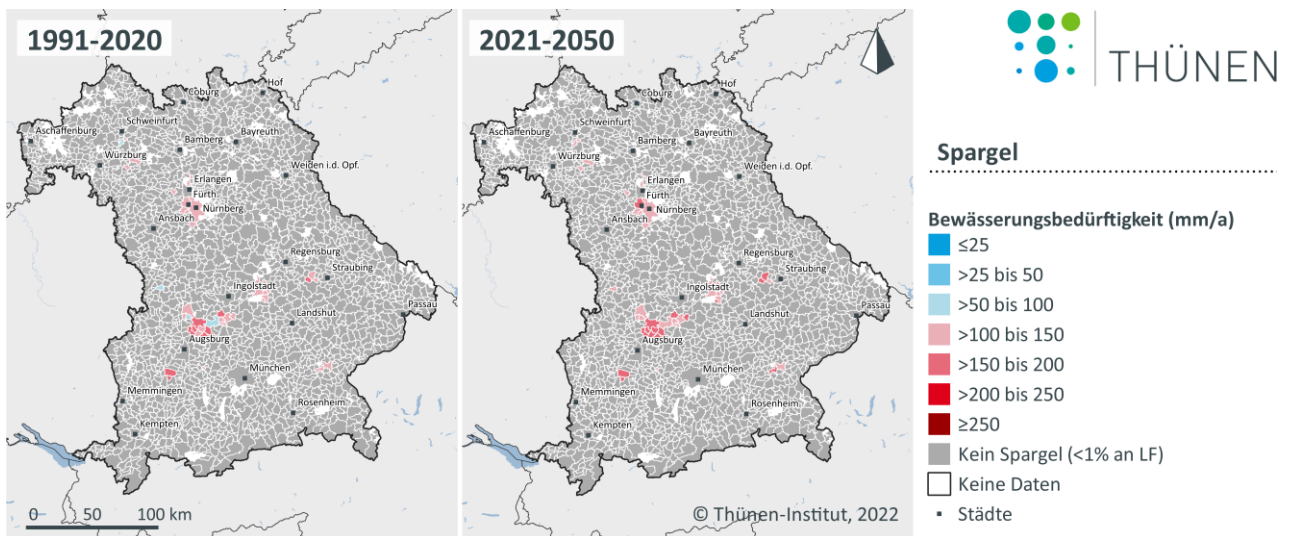 1991-2020
Hof
Coburg
Schweinfurt
Aschaffenburg
Bamberg
Bayreuth
Würzburg
Weiden i.d. Opf.
Erlangen
Fürth
Nürnberg
Ansbach
Regensburg
Straubing
Ingolstadt
Passau
Landshut
Augsburg
München
Memmingen
Rosenheim
Kempten
0 50 100 km
2021-2050
Hof
Coburg
Schweinfurt
Aschaffenburg
Bamberg
Bayreuth
Würzburg
Weiden i.d. Opf.
Erlangen
Fürth
Nürnberg
Ansbach
Regensburg
Straubing
Ingolstadt
Passau
Landshut
Augsburg
München
Memmingen
Rosenheim
Kempten
© Thünen-Institut, 2022
THÜNEN
Spargel
Bewässerungsbedürftigkeit (mm/a)
≤25
>25 bis 50
>50 bis 100
>100 bis 150
>150 bis 200
>200 bis 250
≥250
Kein Spargel (<1% an LF)
Keine Daten
Städte